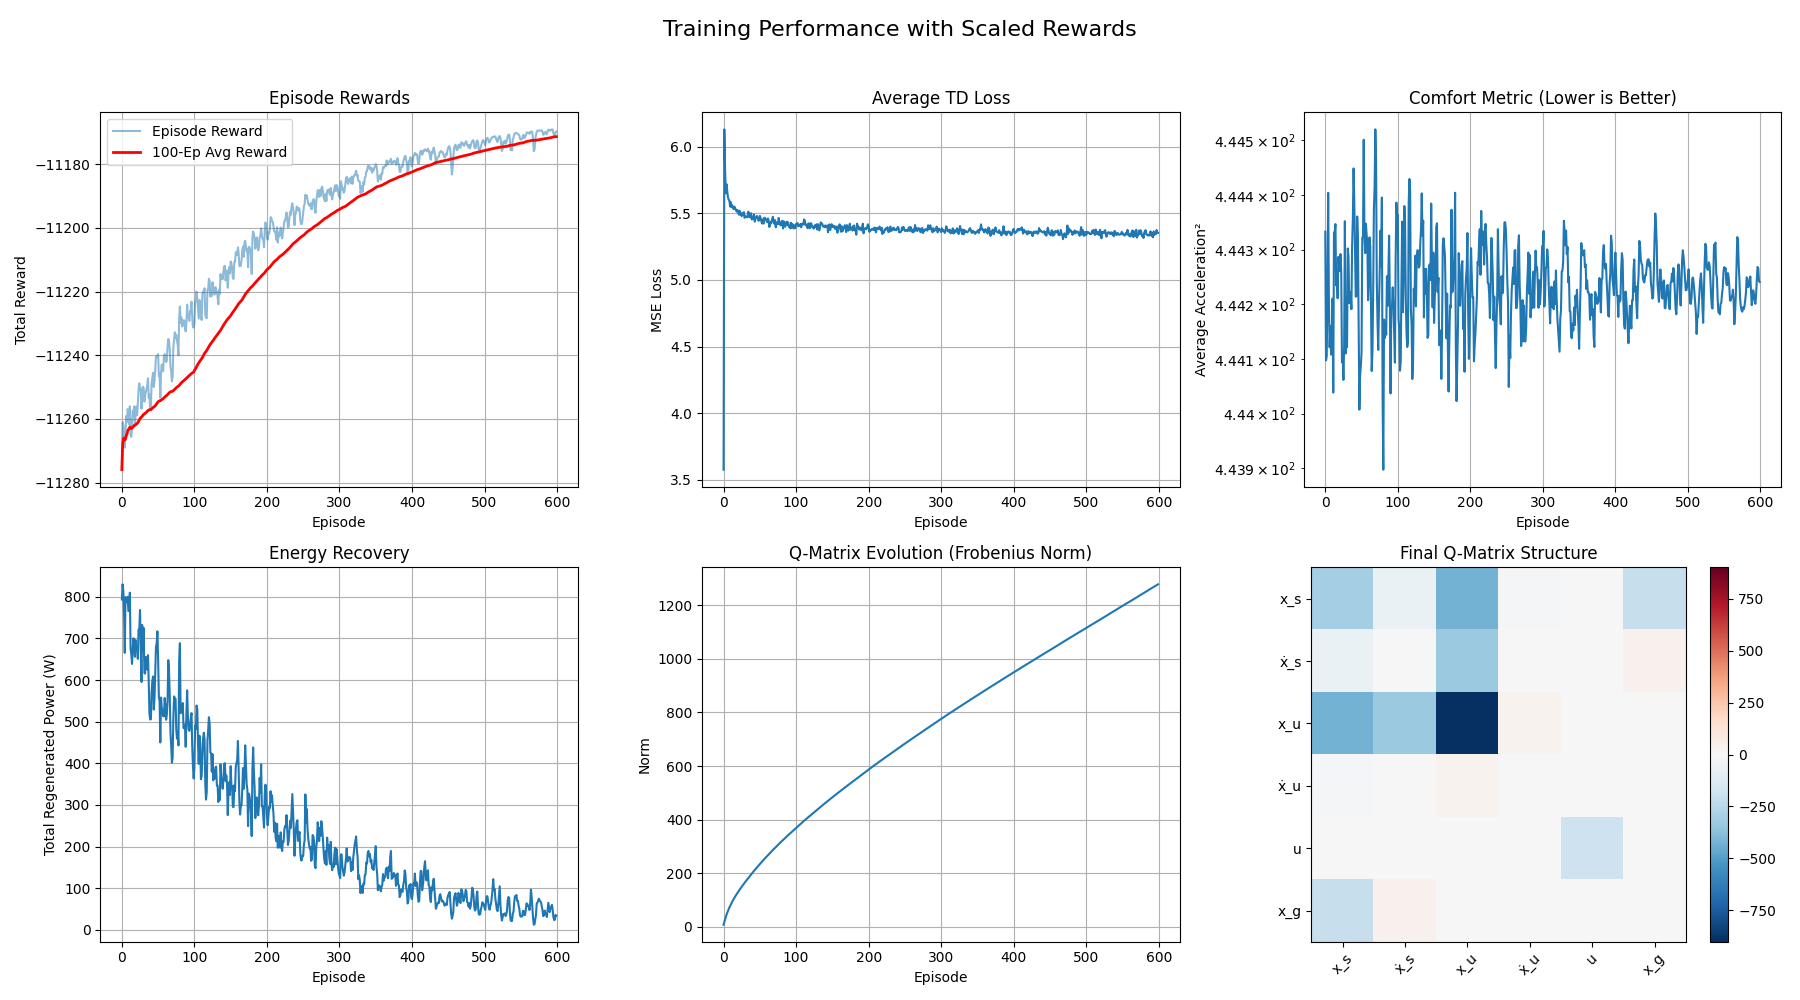 Training Performance with Scaled Rewards
Episode Rewards
Episode Reward
100-Ep Avg Reward
Total Reward
−11180
−11200
−11220
−11240
−11260
−11280
0 100 200 300 400 500 600
Episode
Average TD Loss
MSE Loss
6.0
5.5
5.0
4.5
4.0
3.5
0 100 200 300 400 500 600
Episode
Comfort Metric (Lower is Better)
Average Acceleration²
4.445 × 10²
4.444 × 10²
4.443 × 10²
4.442 × 10²
4.441 × 10²
4.44 × 10²
4.439 × 10²
0 100 200 300 400 500 600
Episode
Energy Recovery
Total Regenerated Power (W)
800
700
600
500
400
300
200
100
0
0 100 200 300 400 500 600
Episode
Q-Matrix Evolution (Frobenius Norm)
Norm
1200
1000
800
600
400
200
0
0 100 200 300 400 500 600
Episode
Final Q-Matrix Structure
x_s
ẋ_s
x_u
ẋ_u
u
x_g
x_s ẋ_s x_u ẋ_u u x_g
750
500
250
0
−250
−500
−750